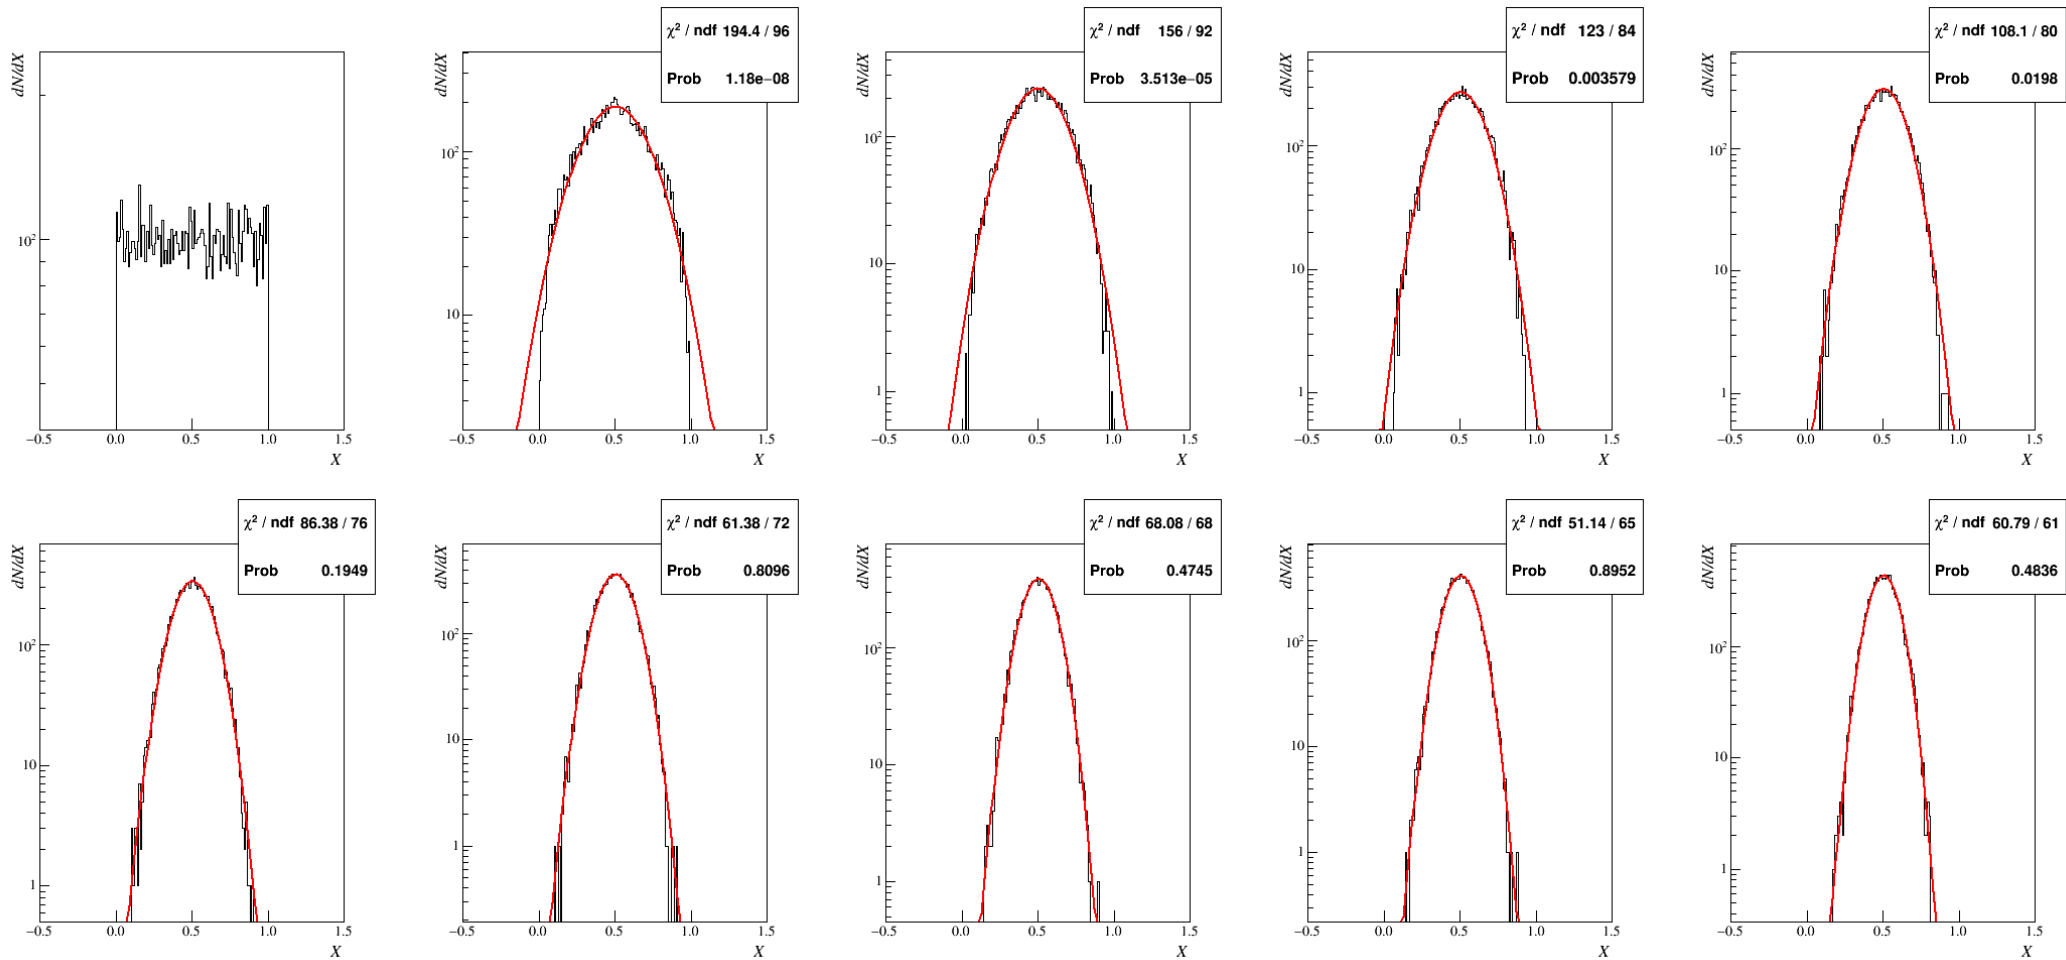 χ² / ndf 194.4 / 96
Prob 1.18e−08
χ² / ndf 156 / 92
Prob 3.513e−05
χ² / ndf 123 / 84
Prob 0.003579
χ² / ndf 108.1 / 80
Prob 0.0198
dN/dX
10²
−0.5 0.0 0.5 1.0 1.5
X
dN/dX
10²
10
−0.5 0.0 0.5 1.0 1.5
X
dN/dX
10²
10
1
−0.5 0.0 0.5 1.0 1.5
X
dN/dX
10²
10
1
−0.5 0.0 0.5 1.0 1.5
X
dN/dX
10²
10
1
−0.5 0.0 0.5 1.0 1.5
X
χ² / ndf 86.38 / 76
Prob 0.1949
χ² / ndf 61.38 / 72
Prob 0.8096
χ² / ndf 68.08 / 68
Prob 0.4745
χ² / ndf 51.14 / 65
Prob 0.8952
χ² / ndf 60.79 / 61
Prob 0.4836
dN/dX
10²
10
1
−0.5 0.0 0.5 1.0 1.5
X
dN/dX
10²
10
1
−0.5 0.0 0.5 1.0 1.5
X
dN/dX
10²
10
1
−0.5 0.0 0.5 1.0 1.5
X
dN/dX
10²
10
1
−0.5 0.0 0.5 1.0 1.5
X
dN/dX
10²
10
1
−0.5 0.0 0.5 1.0 1.5
X